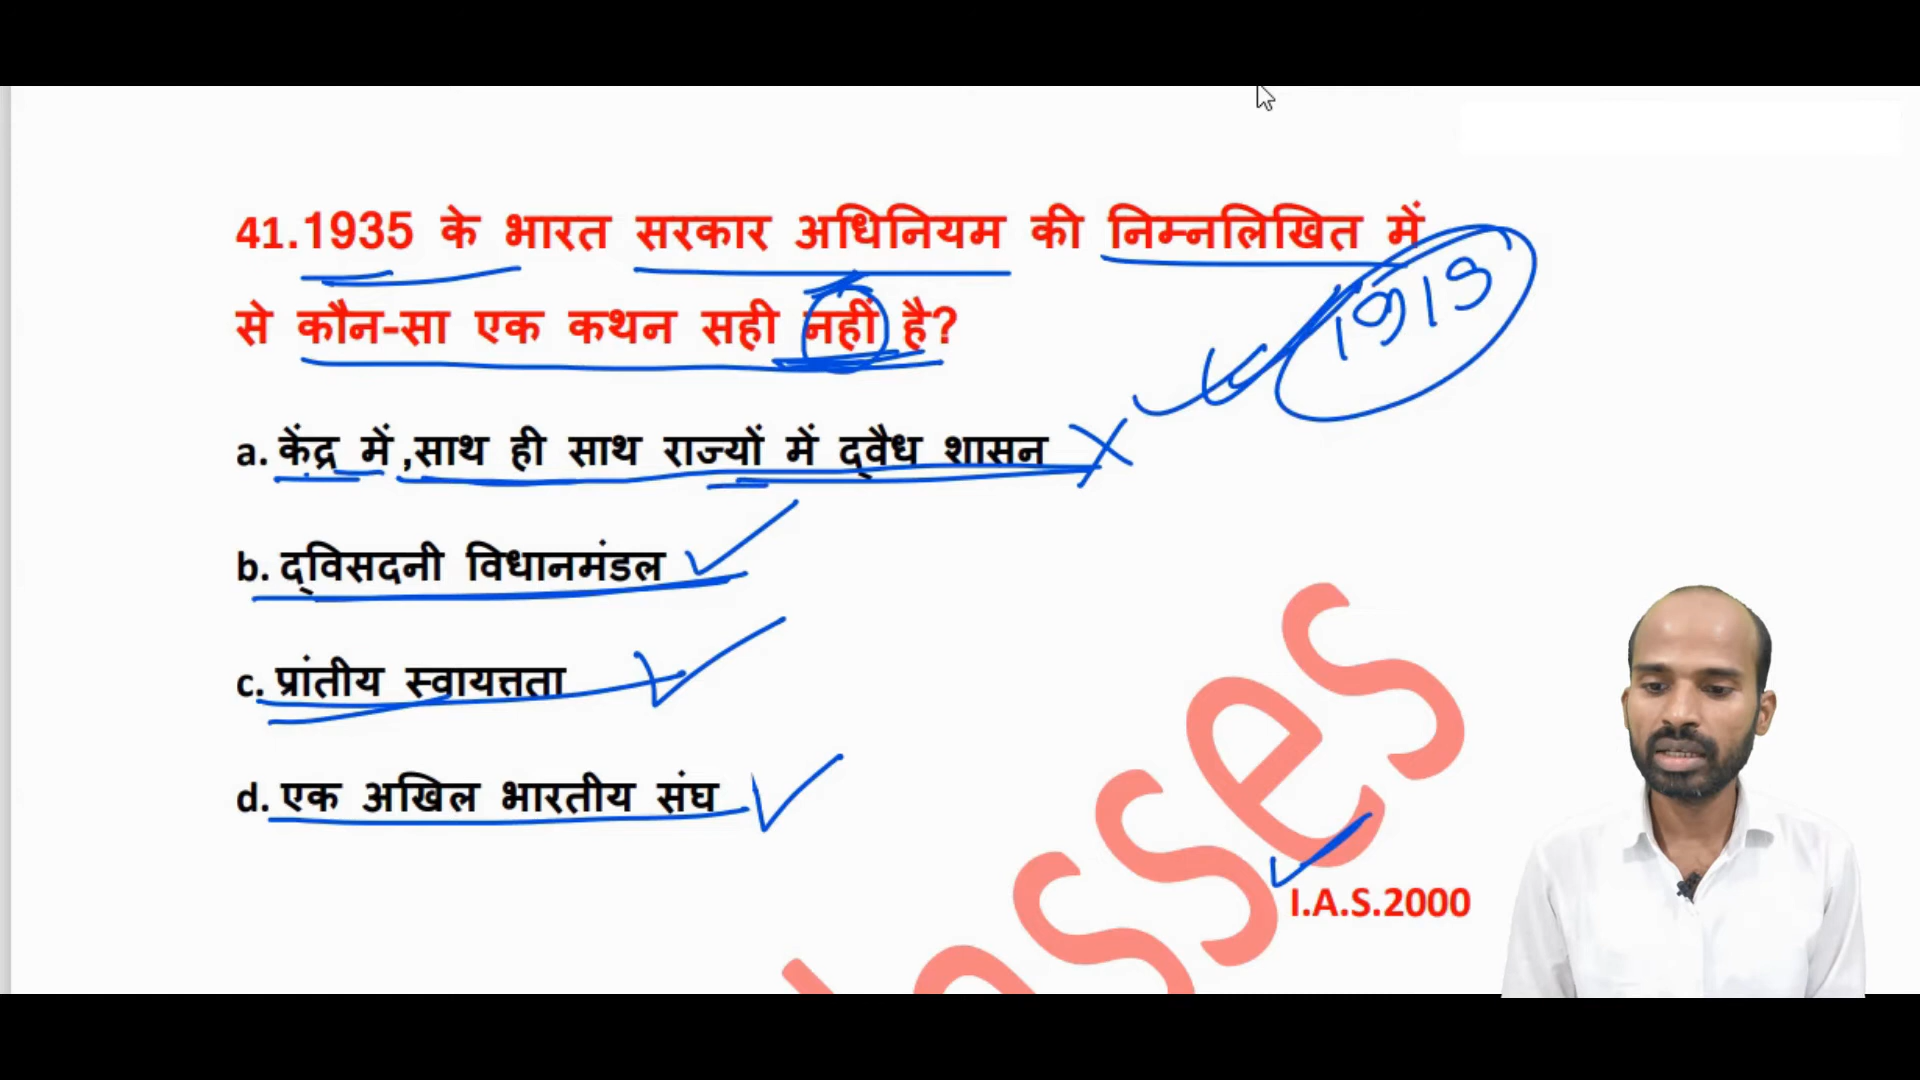 41.1935 के भारत सरकार अधिनियम की निम्नलिखित में
से कौन-सा एक कथन सही नहीं है?
1919
a. केंद्र में ,साथ ही साथ राज्यों में द्वैध शासन
b. द्विसदनी विधानमंडल
c. प्रांतीय स्वायत्तता
d. एक अखिल भारतीय संघ
I.A.S.2000